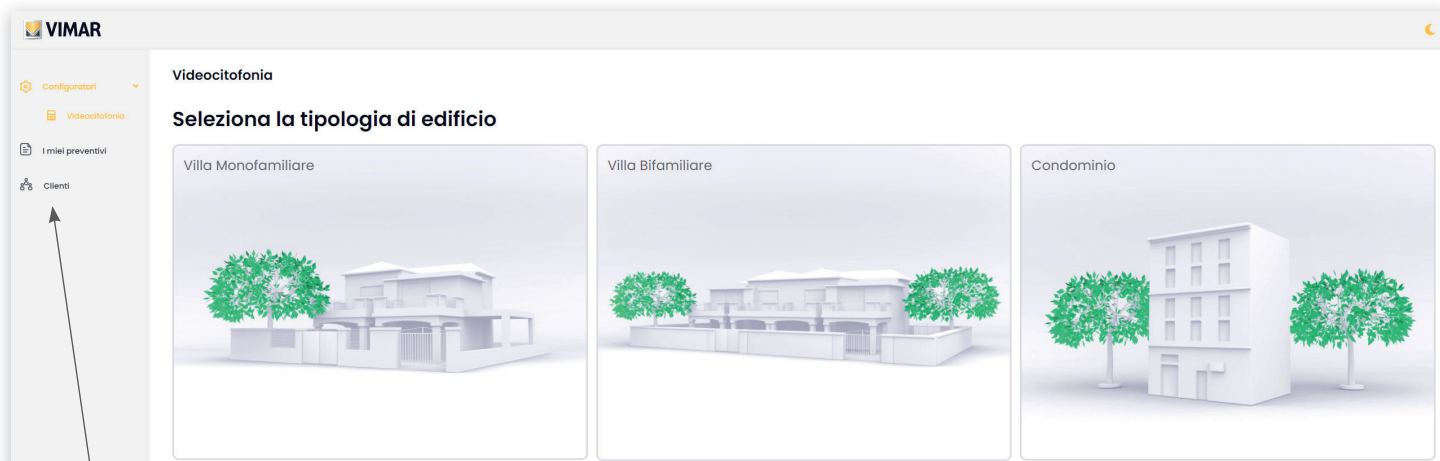 VIMAR
Configuratori
Videocitofonia
I miei preventivi
Clienti
Videocitofonia
Seleziona la tipologia di edificio
Villa Monofamiliare
Villa Bifamiliare
Condominio